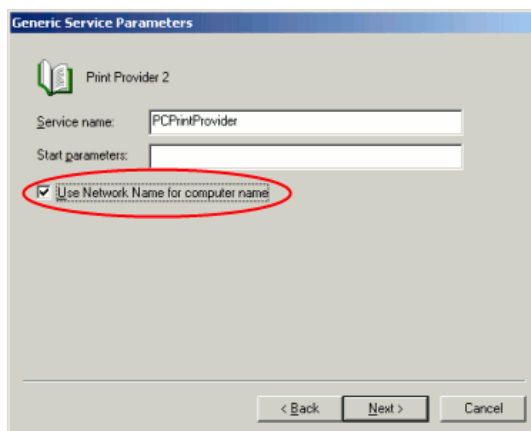 Generic Service Parameters
Print Provider 2
Service name: PCPrintProvider
Start parameters:
Use Network Name for computer name
< Back Next > Cancel